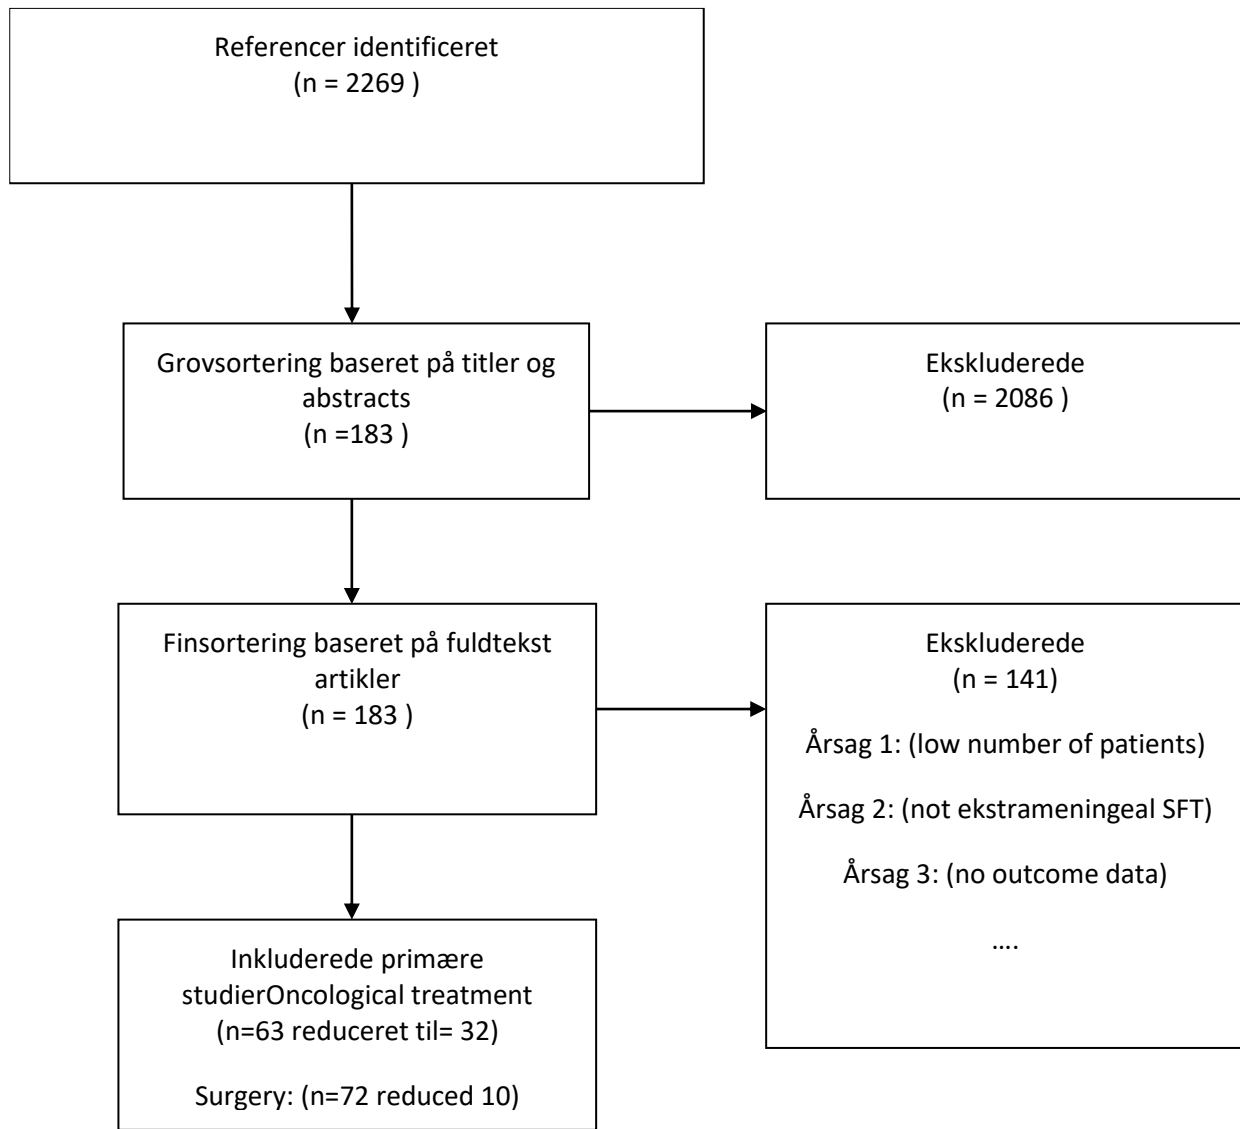 Referencer identificeret
(n = 2269 )
Grovsortering baseret på titler og
abstracts
(n =183 )
Ekskluderede
(n = 2086 )
Finsortering baseret på fuldtekst
artikler
(n = 183 )
Ekskluderede
(n = 141)
Årsag 1: (low number of patients)
Årsag 2: (not ekstrameningeal SFT)
Årsag 3: (no outcome data)
….
Inkluderede primære
studierOncological treatment
(n=63 reduceret til= 32)
Surgery: (n=72 reduced 10)